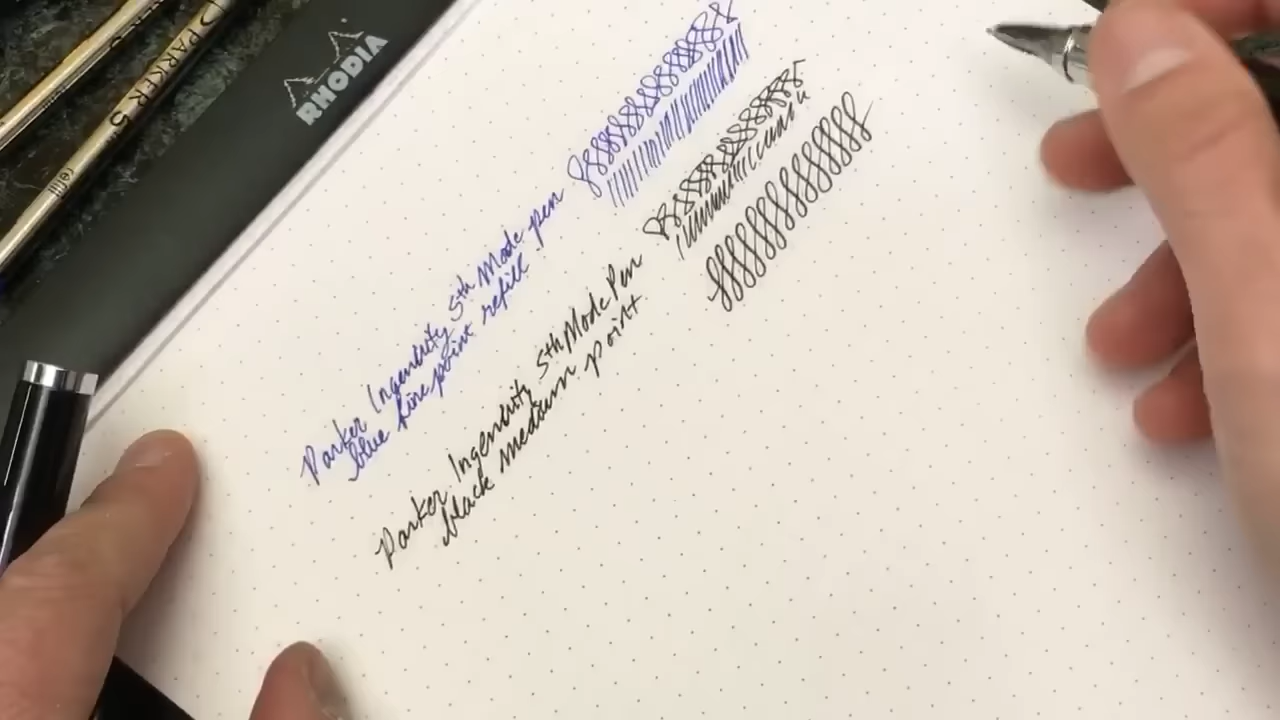 PARKER 5
RHODIA
Parker Ingenuity 5th Mode pen
blue fine point refill
Parker Ingenuity 5th Mode Pen
black medium point